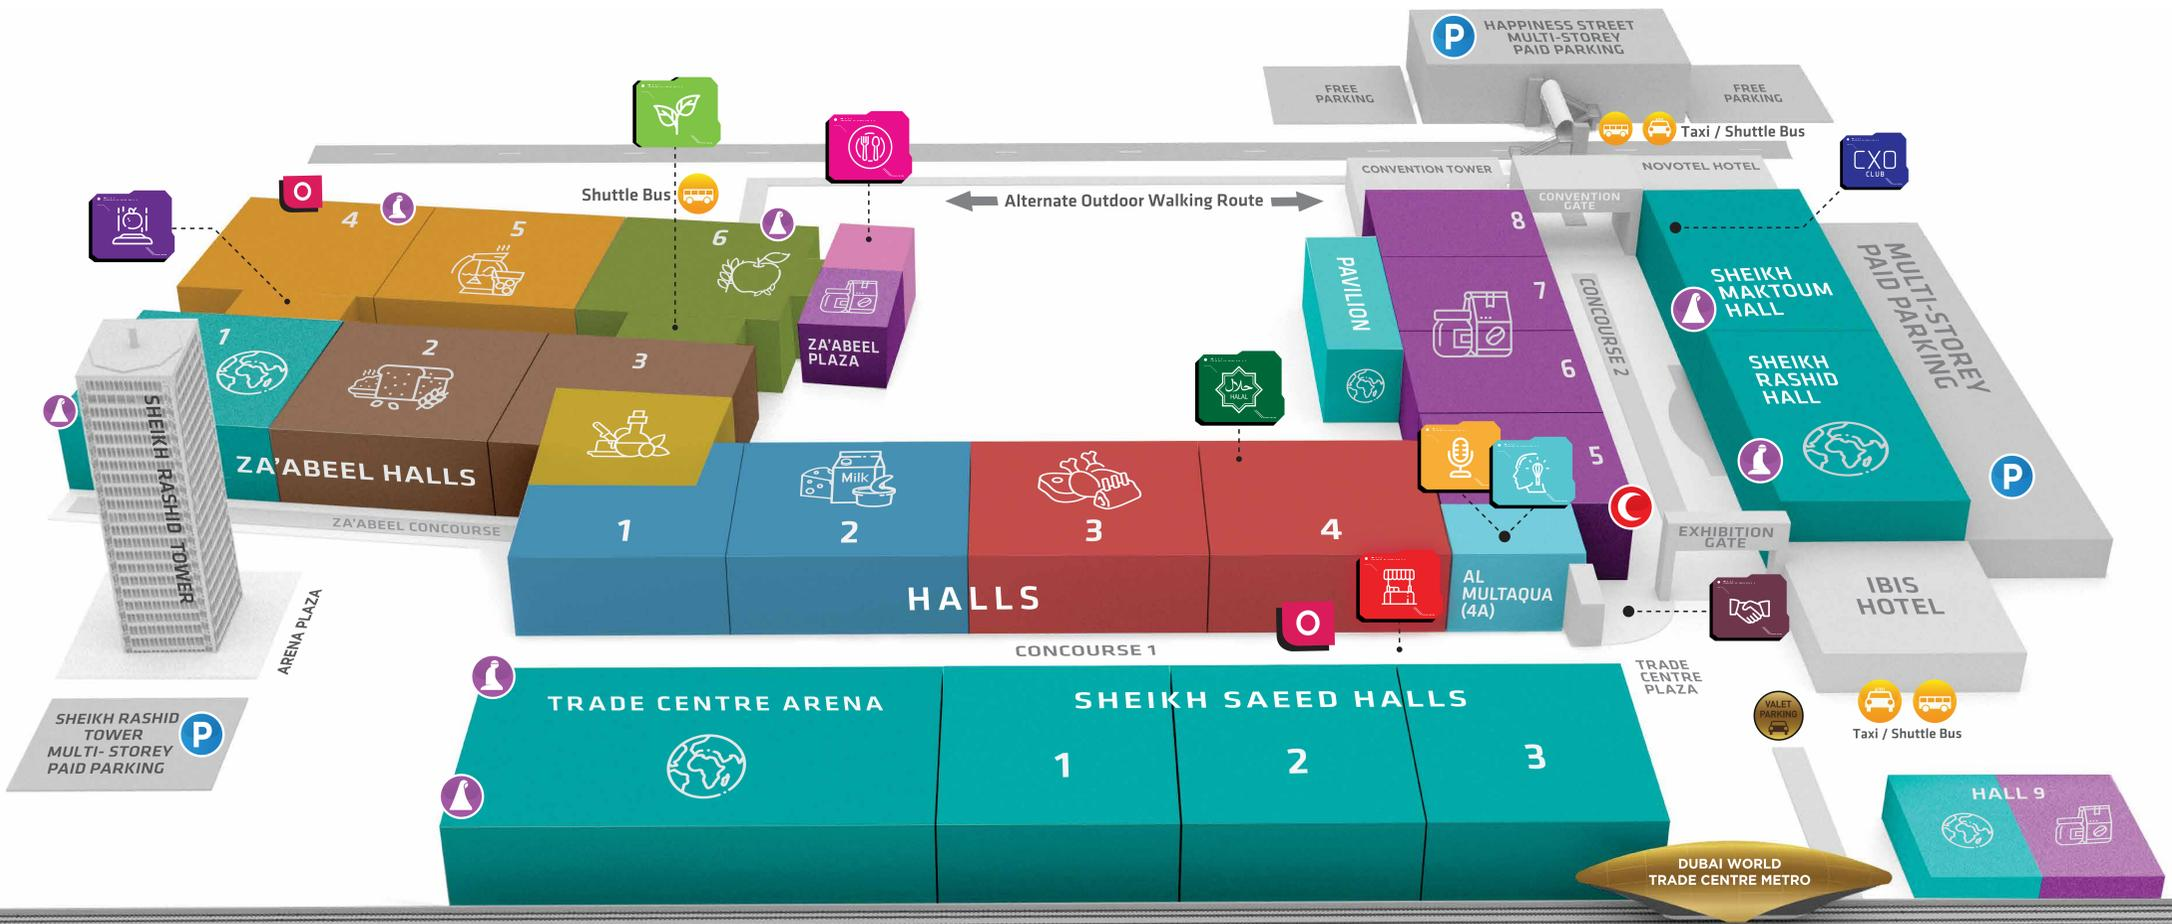 HAPPINESS STREET
MULTI-STOREY
PAID PARKING
P
FREE
PARKING
FREE
PARKING
Taxi / Shuttle Bus
CXO
CLUB
CONVENTION TOWER
NOVOTEL HOTEL
CONVENTION
GATE
Shuttle Bus
Alternate Outdoor Walking Route
O
4
5
6
8
7
6
5
PAVILION
CONCOURSE 2
SHEIKH
MAKTOUM
HALL
SHEIKH
RASHID
HALL
MULTI-STOREY
PAID PARKING
P
1
2
3
ZA'ABEEL
PLAZA
حلال
HALAL
SHEIKH RASHID TOWER
ZA'ABEEL HALLS
ZA'ABEEL CONCOURSE
Milk
1
2
3
4
HALLS
AL
MULTAQUA
(4A)
EXHIBITION
GATE
IBIS
HOTEL
ARENA PLAZA
O
CONCOURSE 1
TRADE
CENTRE
PLAZA
TRADE CENTRE ARENA
SHEIKH SAEED HALLS
1
2
3
SHEIKH RASHID
TOWER
MULTI- STOREY
PAID PARKING
P
VALET
PARKING
TAXI
Taxi / Shuttle Bus
HALL 9
DUBAI WORLD
TRADE CENTRE METRO